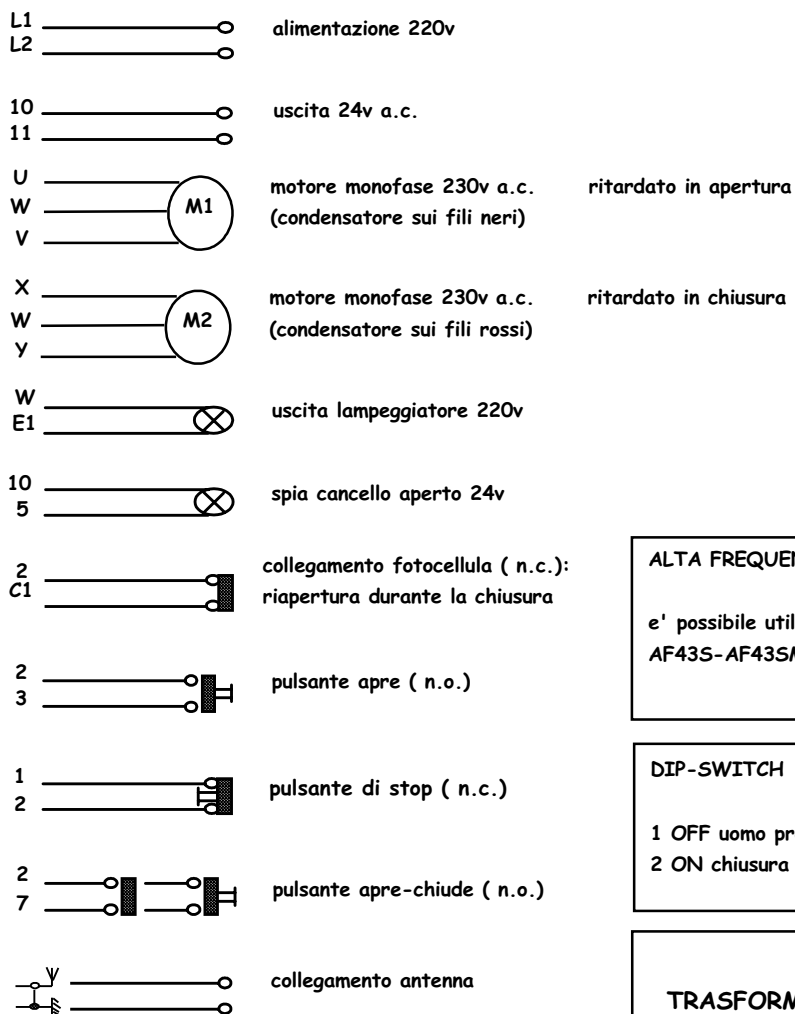 L1
L2
alimentazione 220v
10
11
uscita 24v a.c.
U
W
V
M1
motore monofase 230v a.c. ritardato in apertura
(condensatore sui fili neri)
X
W
Y
M2
motore monofase 230v a.c. ritardato in chiusura
(condensatore sui fili rossi)
W
E1
uscita lampeggiatore 220v
10
5
spia cancello aperto 24v
2
C1
collegamento fotocellula ( n.c.):
riapertura durante la chiusura
2
3
pulsante apre ( n.o.)
1
2
pulsante di stop ( n.c.)
2
7
pulsante apre-chiude ( n.o.)
collegamento antenna
e' possibile
DIP-SWITCH
1 OFF uomo
2 ON chiusura
ALTA